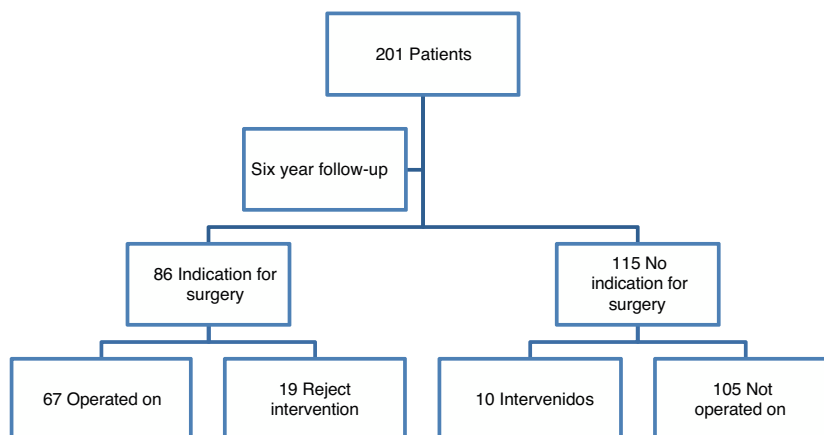 201 Patients
Six year follow-up
86 Indication for
surgery
115 No
indication for
surgery
67 Operated on
19 Reject
intervention
10 Intervenidos
105 Not
operated on